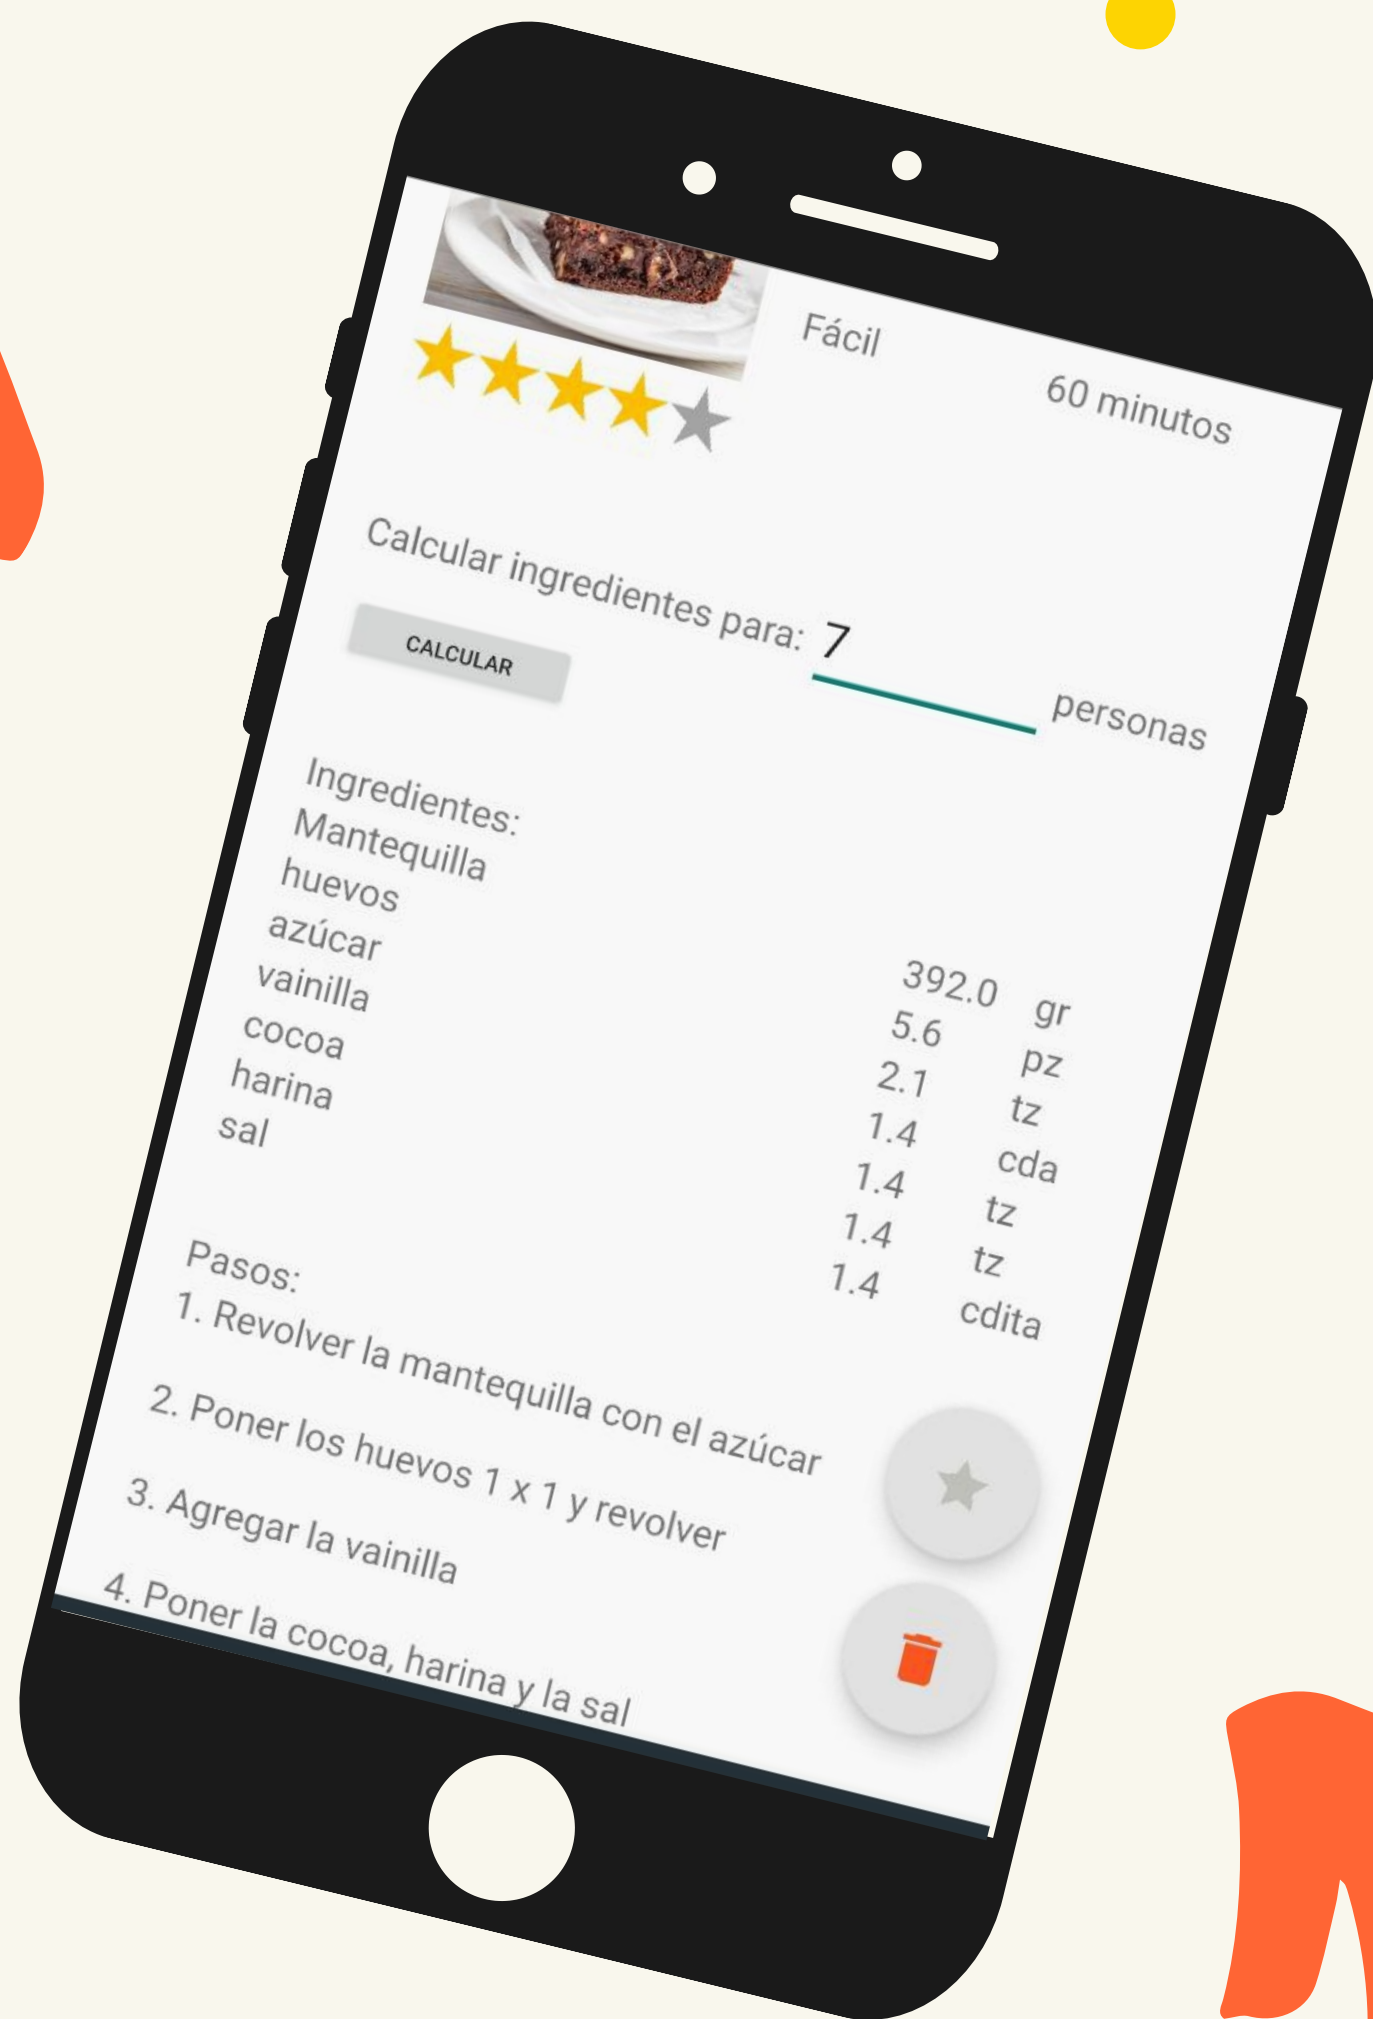 Fácil
60 minutos
Calcular ingredientes para: 7 personas
CALCULAR
Ingredientes:
Mantequilla 392.0 gr
huevos 5.6 pz
azúcar 2.1 tz
vainilla 1.4 cda
cocoa 1.4 tz
harina 1.4 tz
sal 1.4 cdita
Pasos:
1. Revolver la mantequilla con el azúcar
2. Poner los huevos 1 x 1 y revolver
3. Agregar la vainilla
4. Poner la cocoa, harina y la sal